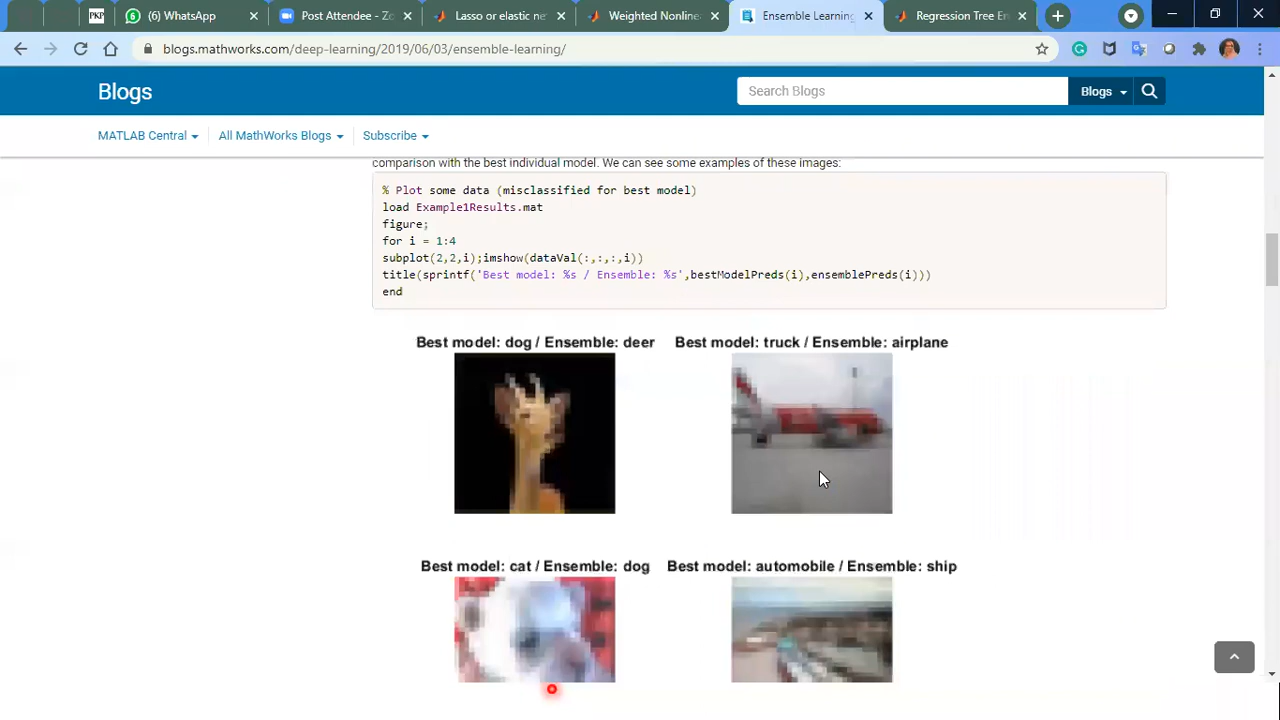 PKP
(6) WhatsApp
Post Attendee - Zo
Lasso or elastic ne
Weighted Nonline
Ensemble Learning
Regression Tree En
blogs.mathworks.com/deep-learning/2019/06/03/ensemble-learning/
Blogs
Search Blogs
Blogs
MATLAB Central
All MathWorks Blogs
Subscribe
comparison with the best individual model. We can see some examples of these images:
% Plot some data (misclassified for best model)
load Example1Results.mat
figure;
for i = 1:4
subplot(2,2,i);imshow(dataVal(:,:,:,i))
title(sprintf('Best model: %s / Ensemble: %s',bestModelPreds(i),ensemblePreds(i)))
end
Best model: dog / Ensemble: deer
Best model: truck / Ensemble: airplane
Best model: cat / Ensemble: dog
Best model: automobile / Ensemble: ship